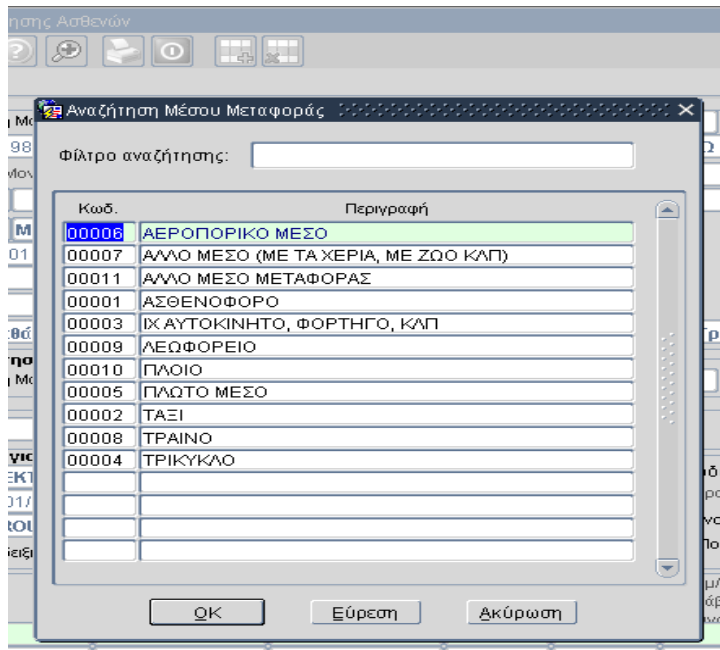 ησης Ασθενών
Αναζήτηση Μέσου Μεταφοράς
Φίλτρο αναζήτησης:
Κωδ. Περιγραφή
00006 ΑΕΡΟΠΟΡΙΚΟ ΜΕΣΟ
00007 ΑΛΛΟ ΜΕΣΟ (ΜΕ ΤΑ ΧΕΡΙΑ, ΜΕ ΖΩΟ ΚΛΠ)
00011 ΑΛΛΟ ΜΕΣΟ ΜΕΤΑΦΟΡΑΣ
00001 ΑΣΘΕΝΟΦΟΡΟ
00003 ΙΧ ΑΥΤΟΚΙΝΗΤΟ, ΦΟΡΤΗΓΟ, ΚΛΠ
00009 ΛΕΩΦΟΡΕΙΟ
00010 ΠΛΟΙΟ
00005 ΠΛΩΤΟ ΜΕΣΟ
00002 ΤΑΞΙ
00008 ΤΡΑΙΝΟ
00004 ΤΡΙΚΥΚΛΟ
OK Εύρεση Ακύρωση